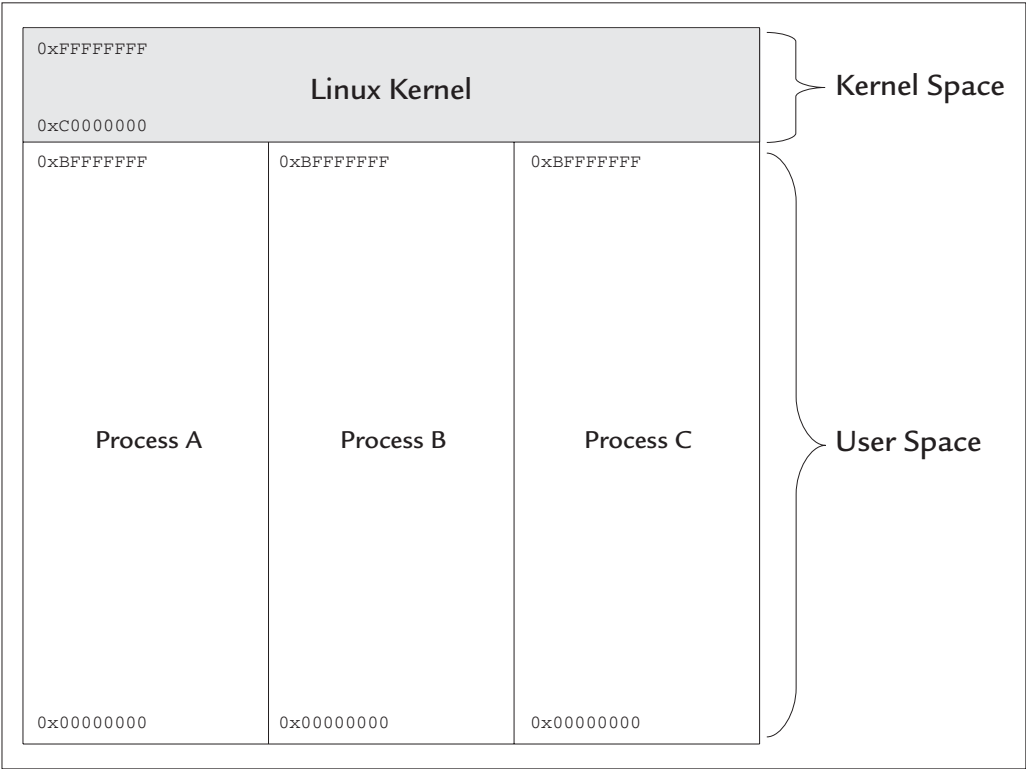 0xFFFFFFFF
Linux Kernel
Kernel Space
0xC0000000
0xBFFFFFFF
0xBFFFFFFF
0xBFFFFFFF
Process A
Process B
Process C
User Space
0x00000000
0x00000000
0x00000000